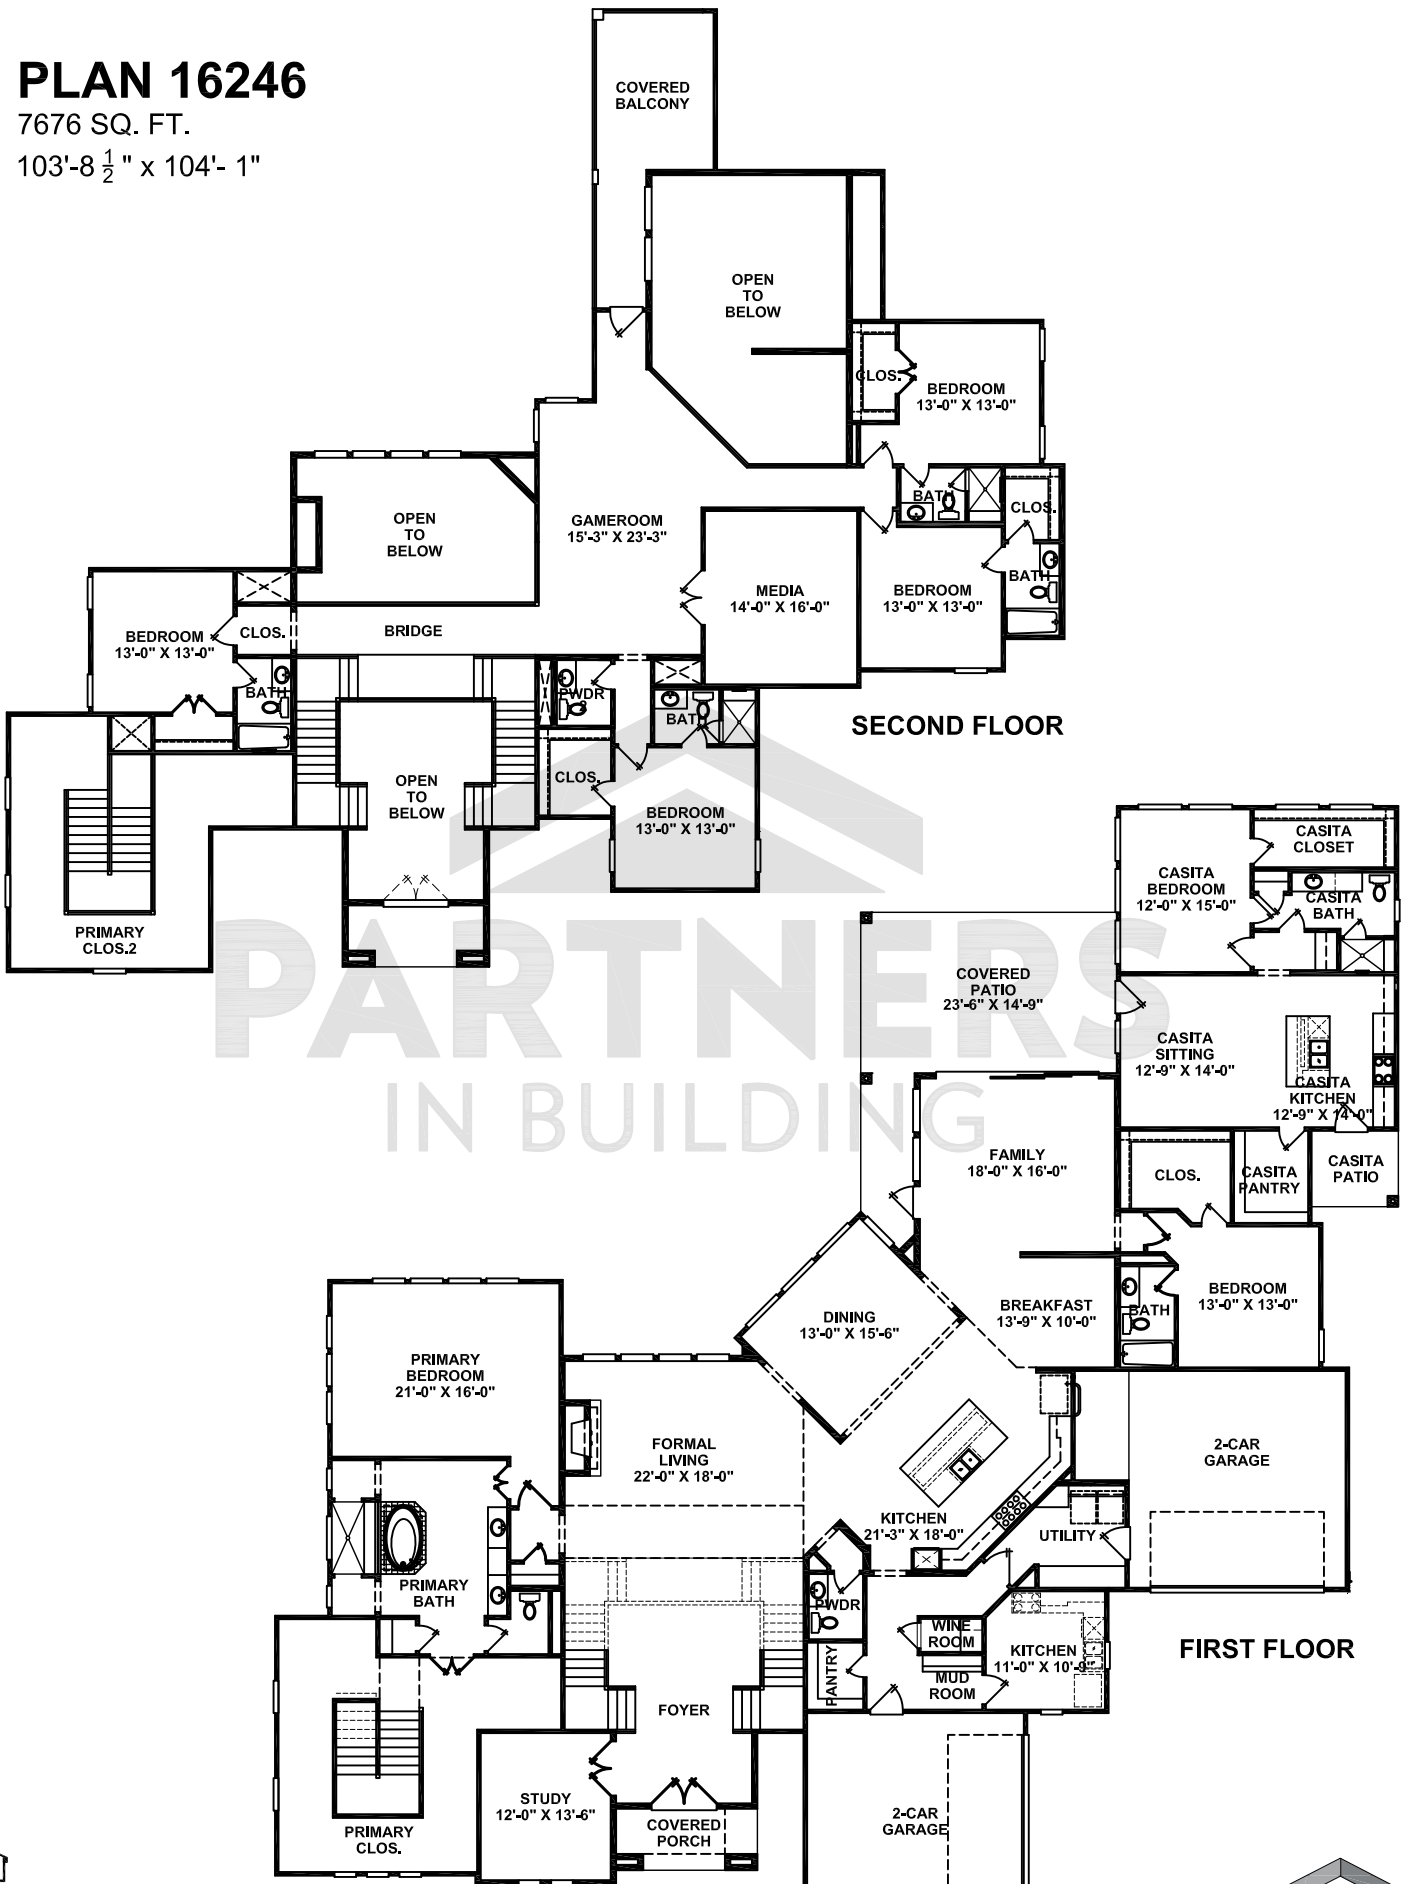 PLAN 16246
7676 SQ. FT.
103'-8 1/2 " x 104'- 1"
COVERED
BALCONY
OPEN
TO
BELOW
CLOS.
BEDROOM
13'-0" X 13'-0"
BATH
CLOS.
BATH
BEDROOM
13'-0" X 13'-0"
GAMEROOM
15'-3" X 23'-3"
MEDIA
14'-0" X 16'-0"
OPEN
TO
BELOW
BEDROOM
13'-0" X 13'-0"
CLOS.
BRIDGE
BATH
PWDR
BATH
CLOS.
BEDROOM
13'-0" X 13'-0"
OPEN
TO
BELOW
PRIMARY
CLOS.2
SECOND FLOOR
PARTNERS
IN BUILDING
CASITA
CLOSET
CASITA
BEDROOM
12'-0" X 15'-0"
CASITA
BATH
COVERED
PATIO
23'-6" X 14'-9"
CASITA
SITTING
12'-9" X 14'-0"
CASITA
KITCHEN
12'-9" X 14'-0"
FAMILY
18'-0" X 16'-0"
CLOS.
CASITA
PANTRY
CASITA
PATIO
BEDROOM
13'-0" X 13'-0"
BATH
BREAKFAST
13'-9" X 10'-0"
DINING
13'-0" X 15'-6"
PRIMARY
BEDROOM
21'-0" X 16'-0"
FORMAL
LIVING
22'-0" X 18'-0"
2-CAR
GARAGE
KITCHEN
21'-3" X 18'-0"
UTILITY
PRIMARY
BATH
PWDR
WINE
ROOM
KITCHEN
11'-0" X 10'-9"
PANTRY
MUD
ROOM
FIRST FLOOR
FOYER
STUDY
12'-0" X 13'-6"
PRIMARY
CLOS.
COVERED
PORCH
2-CAR
GARAGE